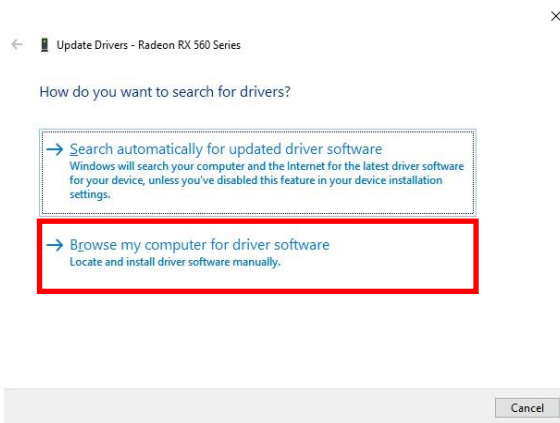 Update Drivers - Radeon RX 560 Series
How do you want to search for drivers?
Search automatically for updated driver software
Windows will search your computer and the Internet for the latest driver software
for your device, unless you've disabled this feature in your device installation
settings.
Browse my computer for driver software
Locate and install driver software manually.
Cancel